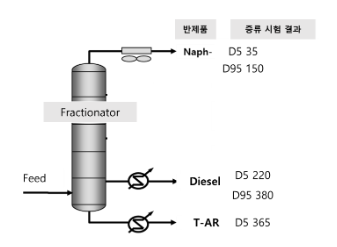 반제품 증류 시험 결과
Naph- D5 35
D95 150
Fractionator
Feed
Diesel D5 220
D95 380
T-AR D5 365